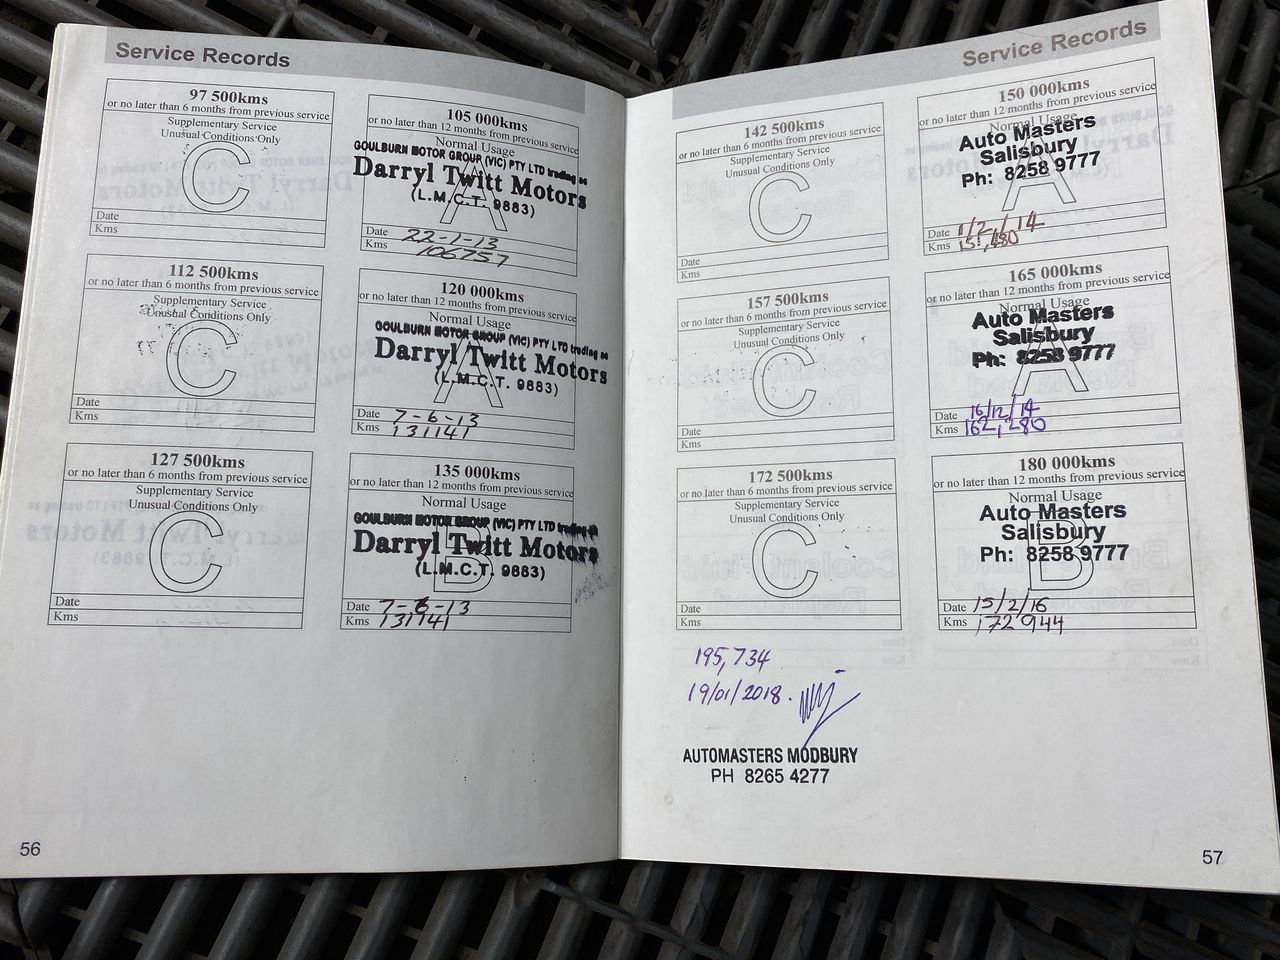 Service Records
97 500kms
or no later than 6 months from previous service
Supplementary Service
Unusual Conditions Only
C
Date
Kms
105 000kms
or no later than 12 months from previous service
Normal Usage
GOULBURN MOTOR GROUP (VIC) PTY LTD trading as
Darryl Twitt Motors
(L.M.C.T. 9883)
A
Date 22-1-13
Kms 106757
112 500kms
or no later than 6 months from previous service
Supplementary Service
Unusual Conditions Only
C
Date
Kms
120 000kms
or no later than 12 months from previous service
Normal Usage
GOULBURN MOTOR GROUP (VIC) PTY LTD trading as
Darryl Twitt Motors
(L.M.C.T. 9883)
A
Date 7-6-13
Kms 131141
127 500kms
or no later than 6 months from previous service
Supplementary Service
Unusual Conditions Only
C
Date
Kms
135 000kms
or no later than 12 months from previous service
Normal Usage
GOULBURN MOTOR GROUP (VIC) PTY LTD trading as
Darryl Twitt Motors
(L.M.C.T. 9883)
B
Date 7-6-13
Kms 131141
56
Service Records
142 500kms
or no later than 6 months from previous service
Supplementary Service
Unusual Conditions Only
C
Date
Kms
150 000kms
or no later than 12 months from previous service
Normal Usage
Auto Masters
Salisbury
Ph: 8258 9777
A
Date 1/2/14
Kms 151,480
157 500kms
or no later than 6 months from previous service
Supplementary Service
Unusual Conditions Only
C
Date
Kms
165 000kms
or no later than 12 months from previous service
Normal Usage
Auto Masters
Salisbury
Ph: 8258 9777
A
Date 16/12/14
Kms 162,280
172 500kms
or no later than 6 months from previous service
Supplementary Service
Unusual Conditions Only
C
Date
Kms
180 000kms
or no later than 12 months from previous service
Normal Usage
Auto Masters
Salisbury
Ph: 8258 9777
B
Date 15/2/16
Kms 172 944
195,734
19/01/2018.
AUTOMASTERS MODBURY
PH 8265 4277
57